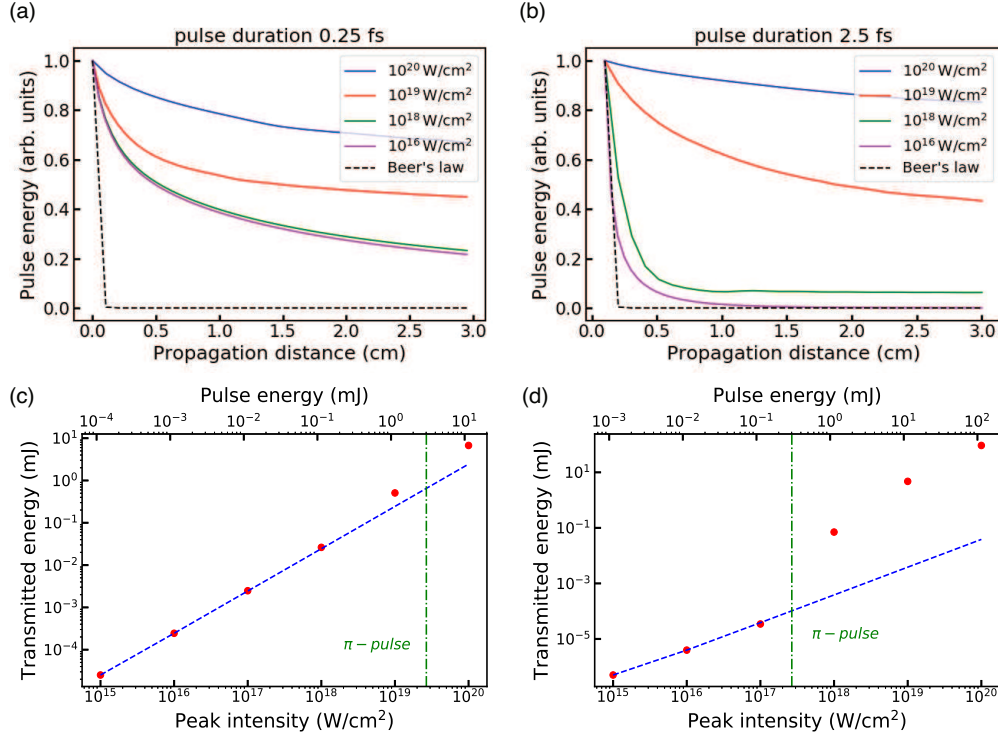 (a)
pulse duration 0.25 fs
Pulse energy (arb. units)
1.0
0.8
0.6
0.4
0.2
0.0
10²⁰ W/cm²
10¹⁹ W/cm²
10¹⁸ W/cm²
10¹⁶ W/cm²
Beer's law
0.0 0.5 1.0 1.5 2.0 2.5 3.0
Propagation distance (cm)
(b)
pulse duration 2.5 fs
Pulse energy (arb. units)
1.0
0.8
0.6
0.4
0.2
0.0
10²⁰ W/cm²
10¹⁹ W/cm²
10¹⁸ W/cm²
10¹⁶ W/cm²
Beer's law
0.0 0.5 1.0 1.5 2.0 2.5 3.0
Propagation distance (cm)
(c)
Pulse energy (mJ)
10⁻⁴ 10⁻³ 10⁻² 10⁻¹ 10⁰ 10¹
Transmitted energy (mJ)
10¹
10⁰
10⁻¹
10⁻²
10⁻³
10⁻⁴
π − pulse
10¹⁵ 10¹⁶ 10¹⁷ 10¹⁸ 10¹⁹ 10²⁰
Peak intensity (W/cm²)
(d)
Pulse energy (mJ)
10⁻³ 10⁻² 10⁻¹ 10⁰ 10¹ 10²
Transmitted energy (mJ)
10¹
10⁻¹
10⁻³
10⁻⁵
π − pulse
10¹⁵ 10¹⁶ 10¹⁷ 10¹⁸ 10¹⁹ 10²⁰
Peak intensity (W/cm²)